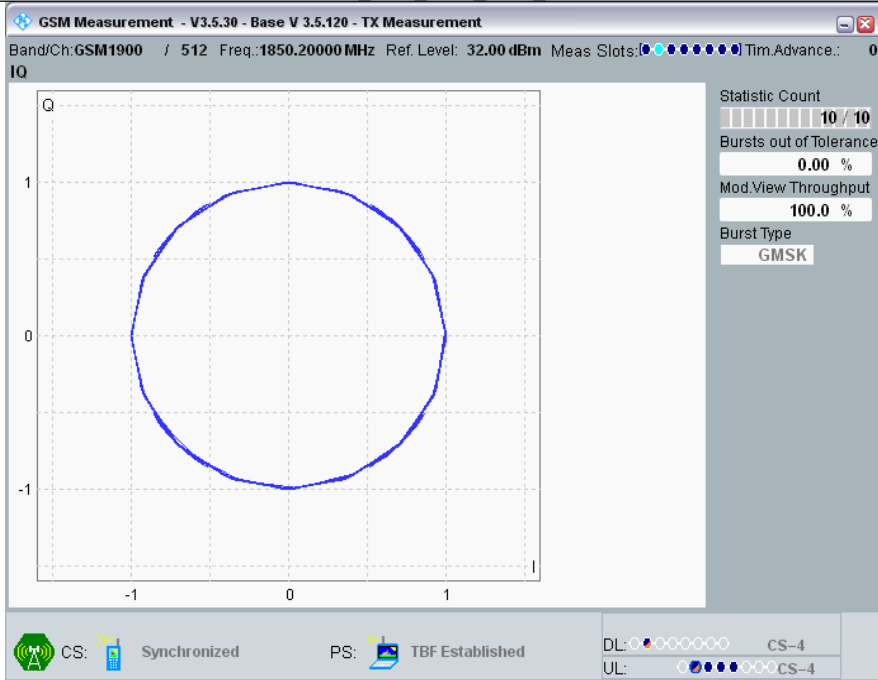 GSM Measurement - V3.5.30 - Base V 3.5.120 - TX Measurement
Band/Ch:GSM1900 / 512 Freq.:1850.20000 MHz Ref. Level: 32.00 dBm Meas Slots: Tim.Advance.: 0
IQ
Q
1
0
-1
I
-1 0 1
Statistic Count
10 / 10
Bursts out of Tolerance
0.00 %
Mod.View Throughput
100.0 %
Burst Type
GMSK
CS: Synchronized PS: TBF Established
DL: CS-4
UL: CS-4